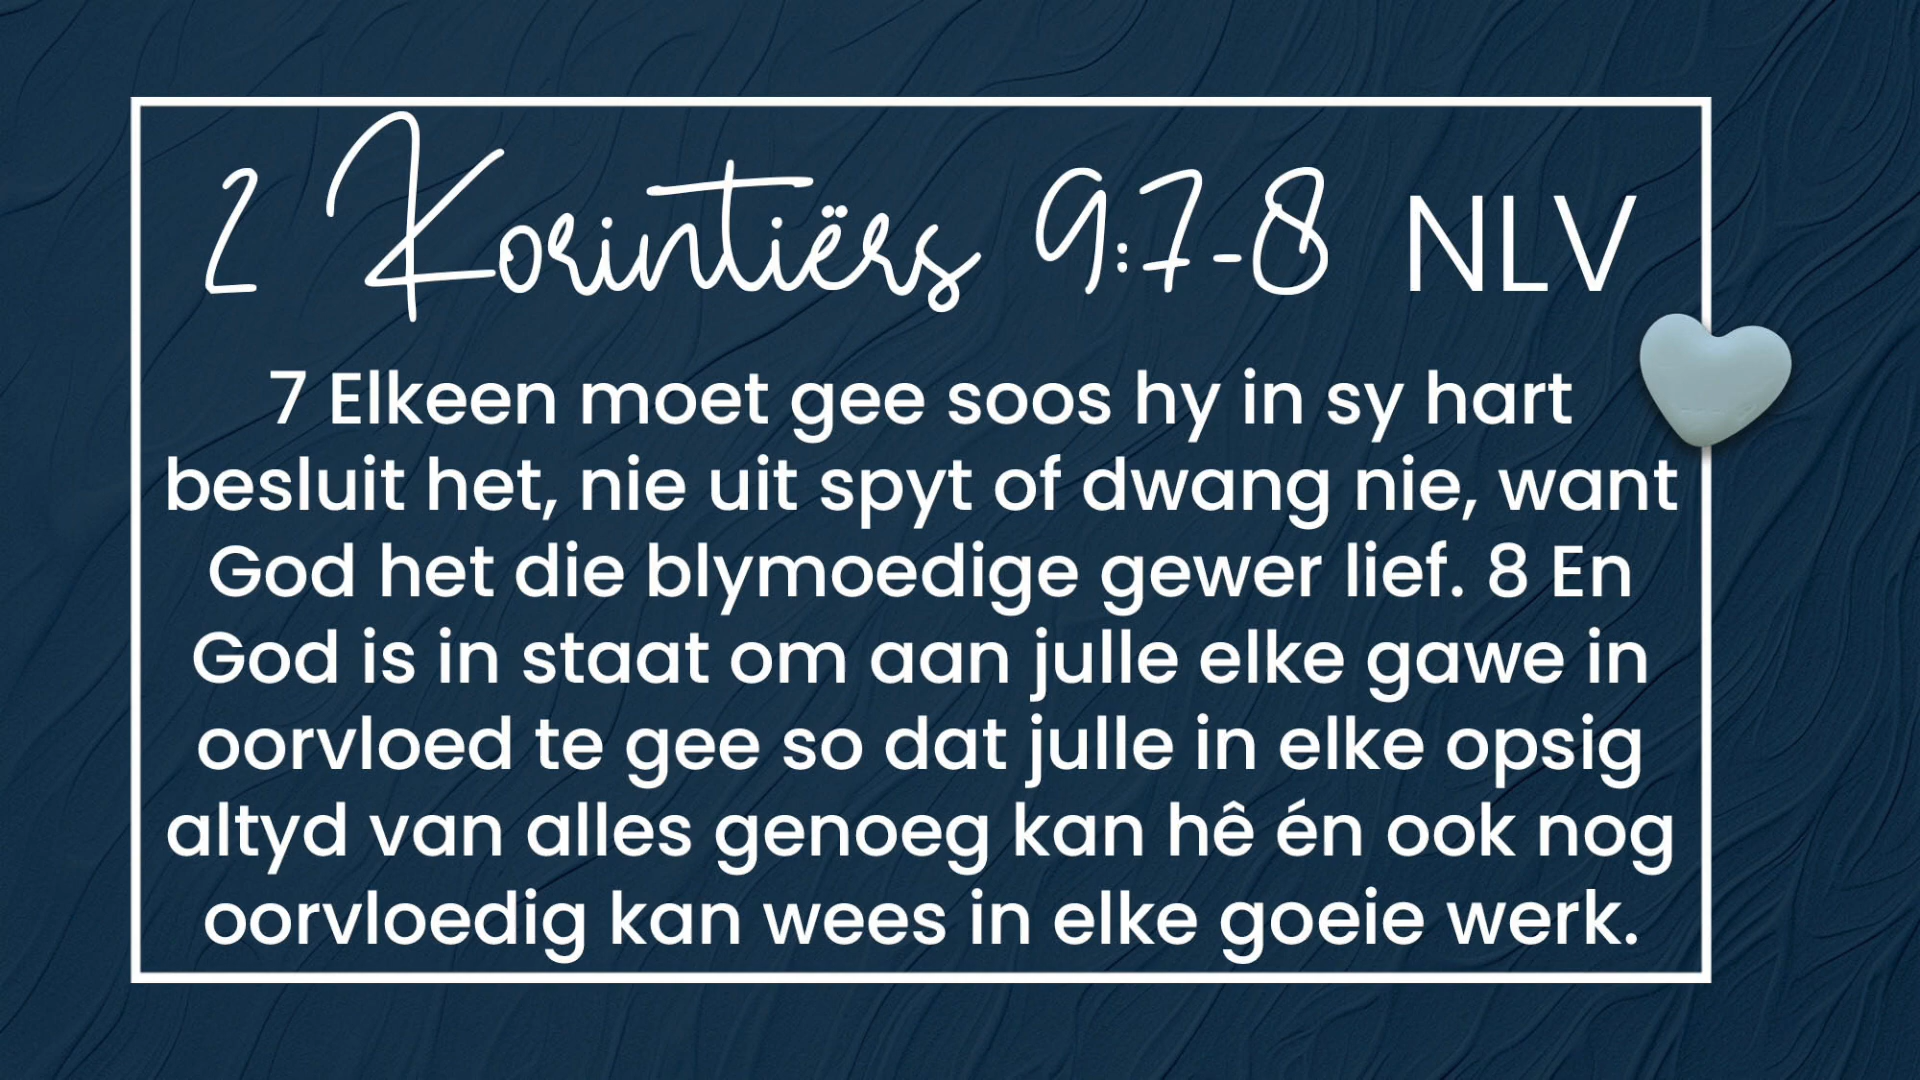 2 Korintiërs 9:7-8 NLV
7 Elkeen moet gee soos hy in sy hart
besluit het, nie uit spyt of dwang nie, want
God het die blymoedige gewer lief. 8 En
God is in staat om aan julle elke gawe in
oorvloed te gee so dat julle in elke opsig
altyd van alles genoeg kan hê én ook nog
oorvloedig kan wees in elke goeie werk.